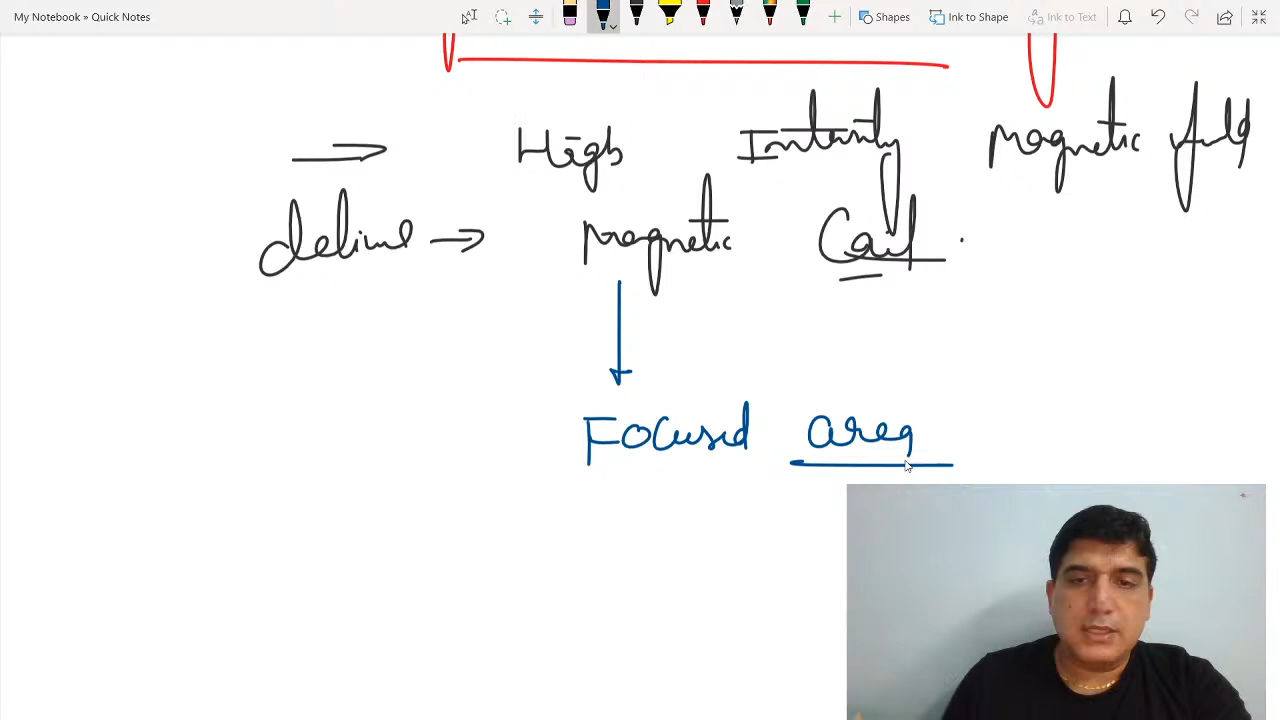 My Notebook » Quick Notes
Shapes
Ink to Shape
Ink to Text
High Intensity magnetic field
magnetic Coil .
Focused area